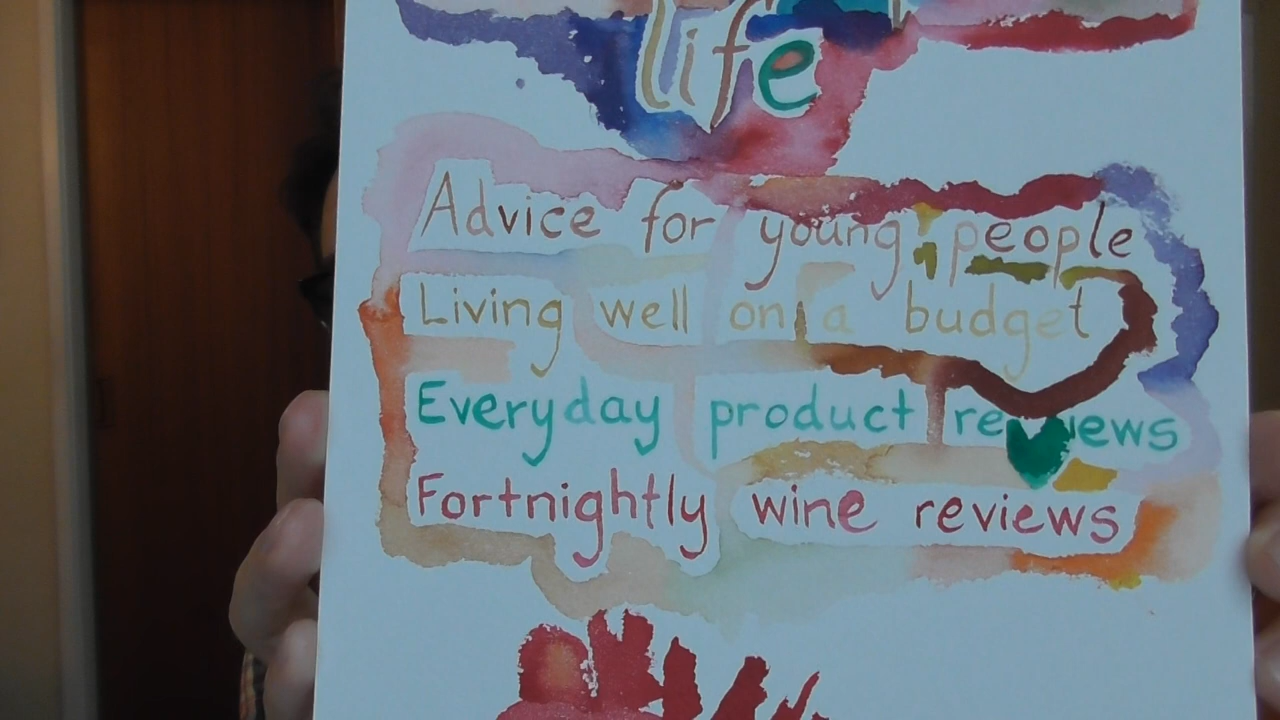 life
Advice for young people
Living well on a budget
Everyday product reviews
Fortnightly wine reviews